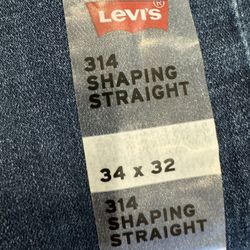 Levi's®
314
SHAPING
STRAIGHT
34 x 32
314
SHAPING
STRAIGHT